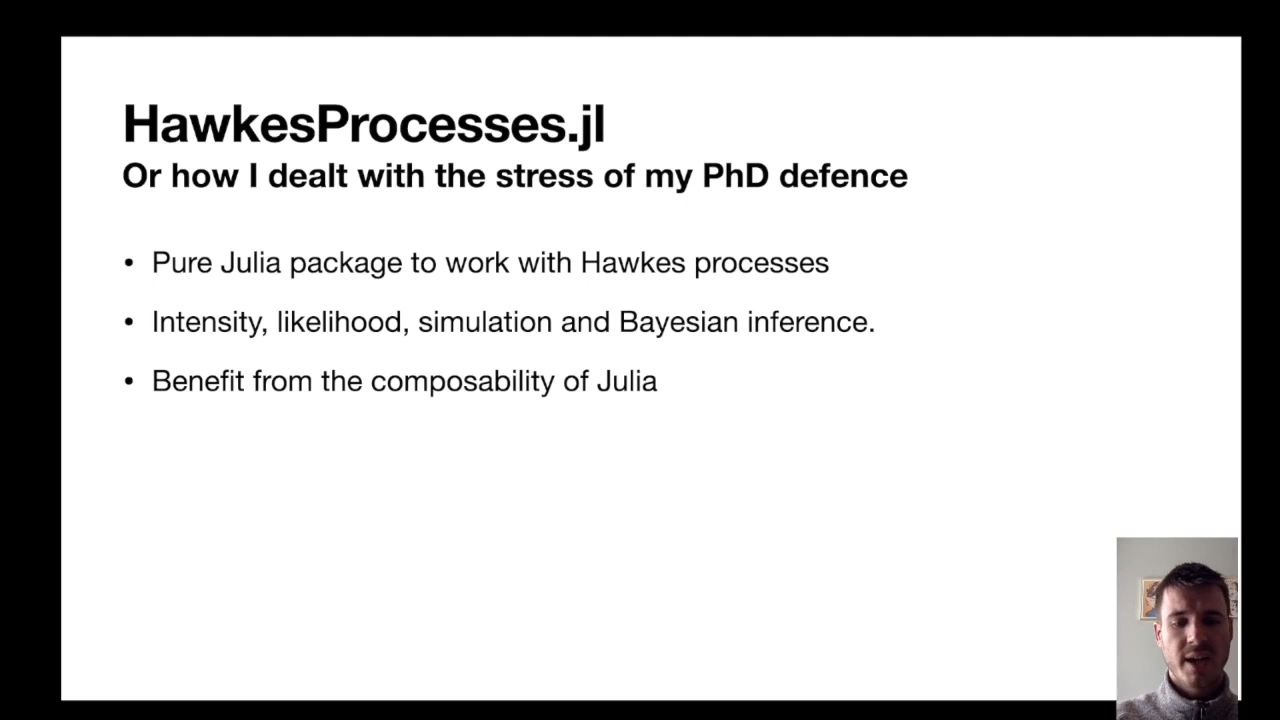 HawkesProcesses.jl
Or how I dealt with the stress of my PhD defence
• Pure Julia package to work with Hawkes processes
• Intensity, likelihood, simulation and Bayesian inference.
• Benefit from the composability of Julia